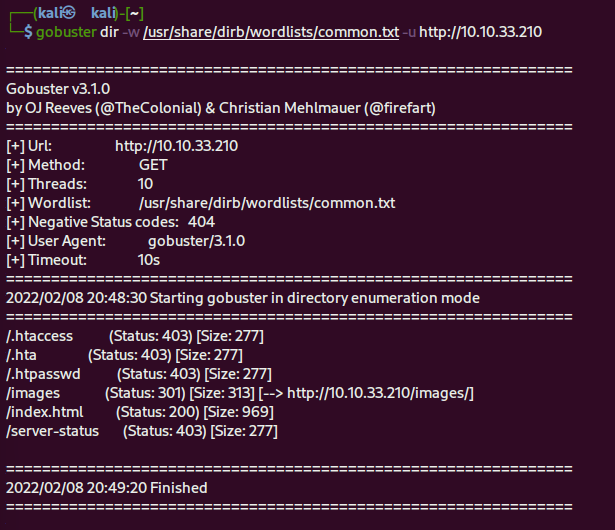 ┌──(kali㉿kali)-[~]
└─$ gobuster dir -w /usr/share/dirb/wordlists/common.txt -u http://10.10.33.210
===============================================================
Gobuster v3.1.0
by OJ Reeves (@TheColonial) & Christian Mehlmauer (@firefart)
===============================================================
[+] Url: http://10.10.33.210
[+] Method: GET
[+] Threads: 10
[+] Wordlist: /usr/share/dirb/wordlists/common.txt
[+] Negative Status codes: 404
[+] User Agent: gobuster/3.1.0
[+] Timeout: 10s
===============================================================
2022/02/08 20:48:30 Starting gobuster in directory enumeration mode
===============================================================
/.htaccess (Status: 403) [Size: 277]
/.hta (Status: 403) [Size: 277]
/.htpasswd (Status: 403) [Size: 277]
/images (Status: 301) [Size: 313] [--> http://10.10.33.210/images/]
/index.html (Status: 200) [Size: 969]
/server-status (Status: 403) [Size: 277]
===============================================================
2022/02/08 20:49:20 Finished
===============================================================